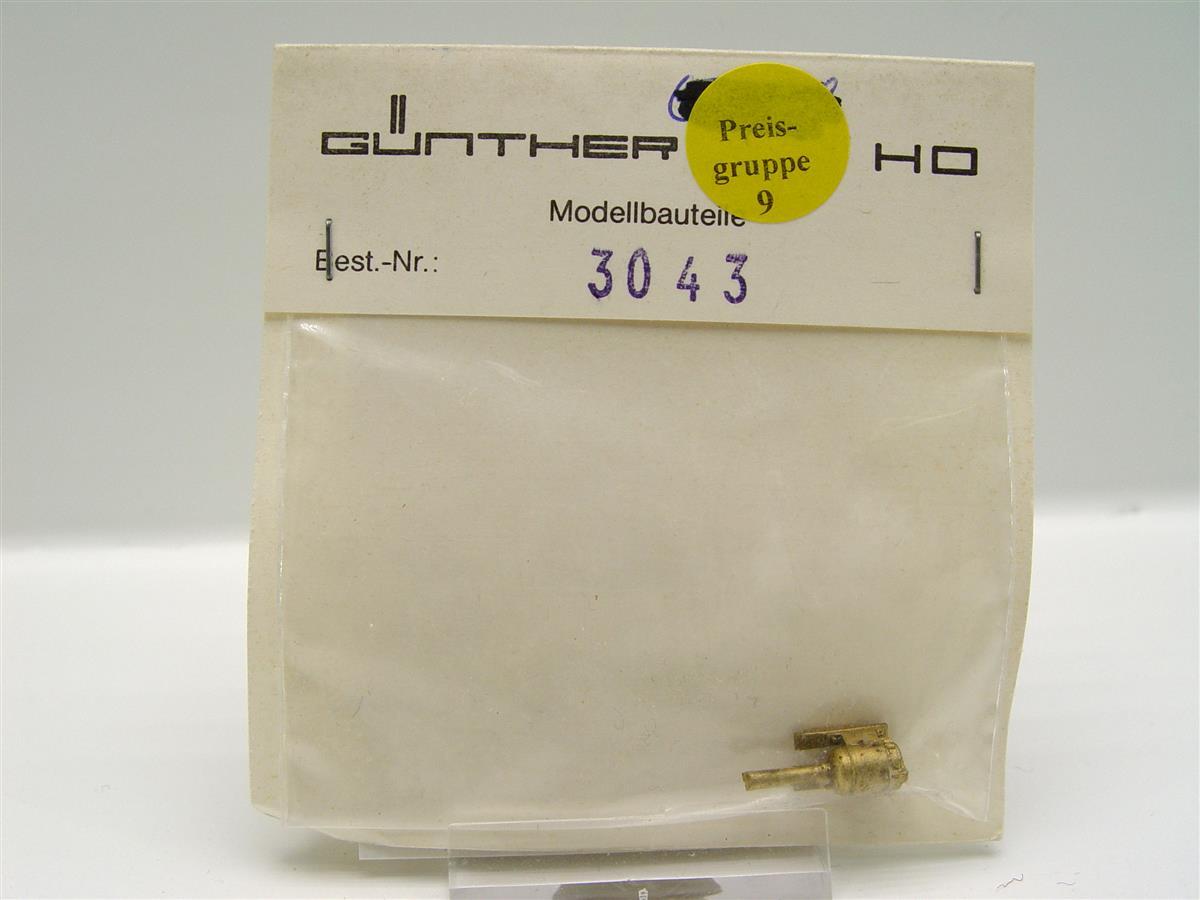 GÜNTHER HO
Preis-
gruppe
9
Modellbauteile
Best.-Nr.: 3043